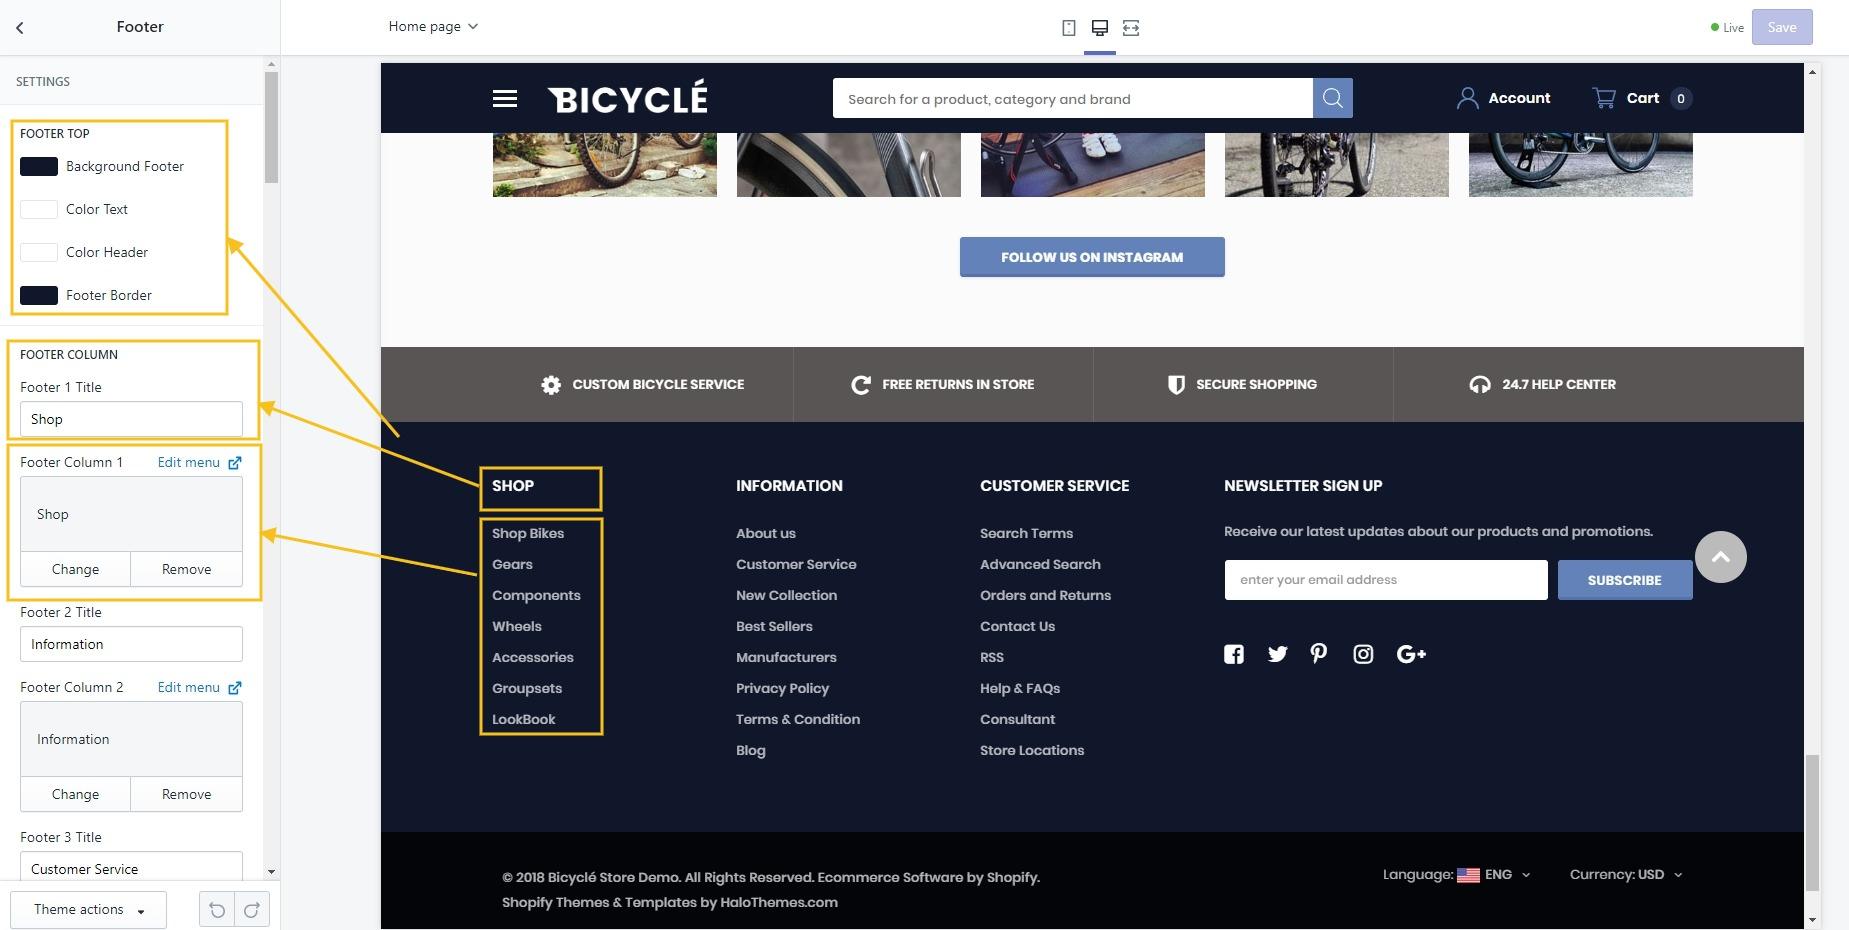 Footer
Home page
Live
Save
SETTINGS
FOOTER TOP
Background Footer
Color Text
Color Header
Footer Border
FOOTER COLUMN
Footer 1 Title
Shop
Footer Column 1 Edit menu
Shop
Change Remove
Footer 2 Title
Information
Footer Column 2 Edit menu
Information
Change Remove
Footer 3 Title
Customer Service
Theme actions
BICYCLÉ
Search for a product, category and brand
Account
Cart 0
FOLLOW US ON INSTAGRAM
CUSTOM BICYCLE SERVICE
FREE RETURNS IN STORE
SECURE SHOPPING
24.7 HELP CENTER
SHOP
Shop Bikes
Gears
Components
Wheels
Accessories
Groupsets
LookBook
INFORMATION
About us
Customer Service
New Collection
Best Sellers
Manufacturers
Privacy Policy
Terms & Condition
Blog
CUSTOMER SERVICE
Search Terms
Advanced Search
Orders and Returns
Contact Us
RSS
Help & FAQs
Consultant
Store Locations
NEWSLETTER SIGN UP
Receive our latest updates about our products and promotions.
enter your email address
SUBSCRIBE
G+
© 2018 Bicyclé Store Demo. All Rights Reserved. Ecommerce Software by Shopify.
Shopify Themes & Templates by HaloThemes.com
Language: ENG
Currency: USD